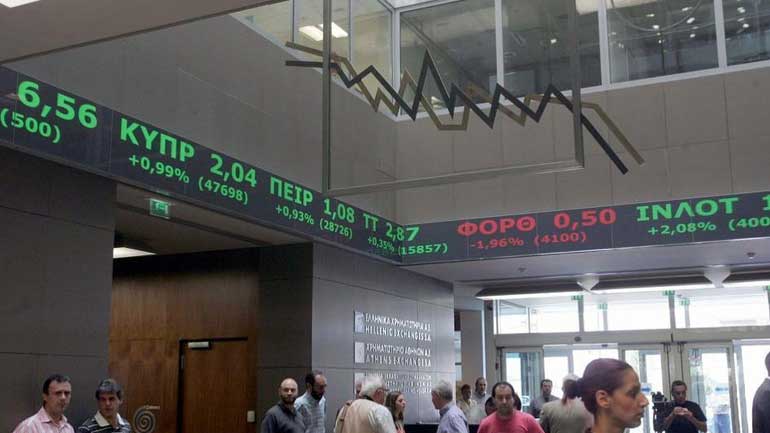 6,56
(500)
ΚΥΠΡ 2,04
+0,99% (47698)
ΠΕΙΡ 1,08
+0,93% (28726)
ΤΤ 2,87
+0,35% (15857)
ΦΟΡΘ 0,50
-1,96% (4100)
ΙΝΛΟΤ
+2,08% (400
ΕΛΛΗΝΙΚΑ ΧΡΗΜΑΤΙΣΤΗΡΙΑ Α.Ε.
HELLENIC EXCHANGES S.A.
ΧΡΗΜΑΤΙΣΤΗΡΙΟ ΑΘΗΝΩΝ
ATHENS EXCHANGE